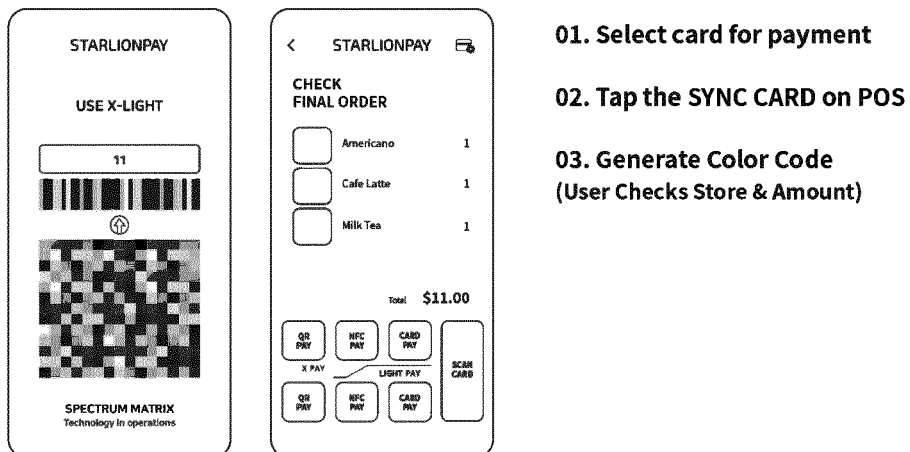 STARLIONPAY
USE X-LIGHT
11
SPECTRUM MATRIX
Technology in operations
STARLIONPAY
CHECK
FINAL ORDER
Americano 1
Cafe Latte 1
Milk Tea 1
Total $11.00
QR PAY
NFC PAY
CARD PAY
X PAY
LIGHT PAY
SCAN CARD
QR PAY
NFC PAY
CARD PAY
01. Select card for payment
02. Tap the SYNC CARD on POS
03. Generate Color Code
(User Checks Store & Amount)